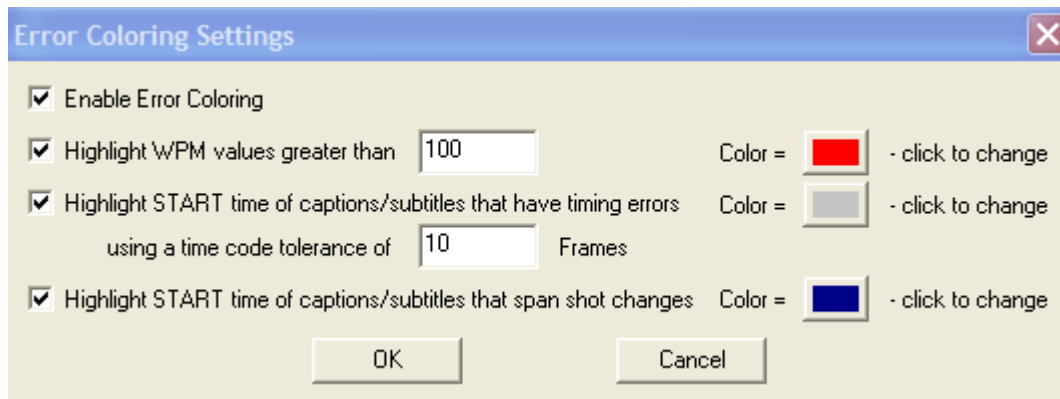 Error Coloring Settings
Enable Error Coloring
Highlight WPM values greater than 100 Color = - click to change
Highlight START time of captions/subtitles that have timing errors Color = - click to change
using a time code tolerance of 10 Frames
Highlight START time of captions/subtitles that span shot changes Color = - click to change
OK Cancel